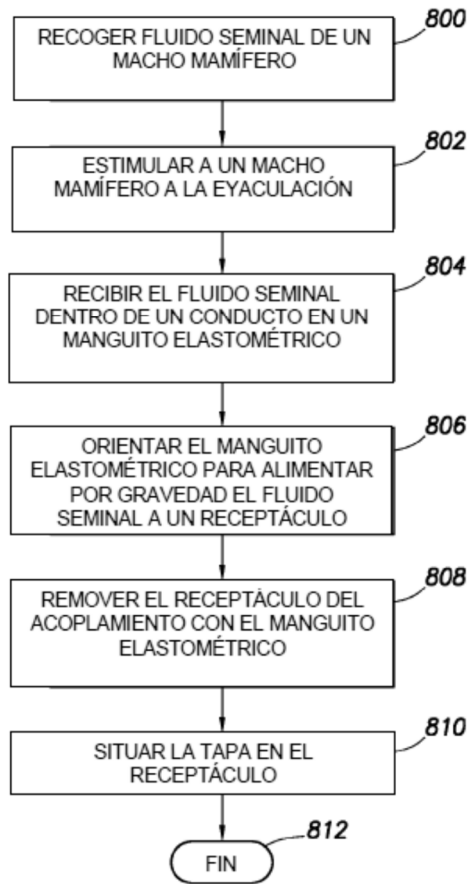 800
RECOGER FLUIDO SEMINAL DE UN
MACHO MAMÍFERO
802
ESTIMULAR A UN MACHO
MAMÍFERO A LA EYACULACIÓN
804
RECIBIR EL FLUIDO SEMINAL
DENTRO DE UN CONDUCTO EN UN
MANGUITO ELASTOMÉTRICO
806
ORIENTAR EL MANGUITO
ELASTOMÉTRICO PARA ALIMENTAR
POR GRAVEDAD EL FLUIDO
SEMINAL A UN RECEPTÁCULO
808
REMOVER EL RECEPTÁCULO DEL
ACOPLAMIENTO CON EL MANGUITO
ELASTOMÉTRICO
810
SITUAR LA TAPA EN EL
RECEPTÁCULO
812
FIN